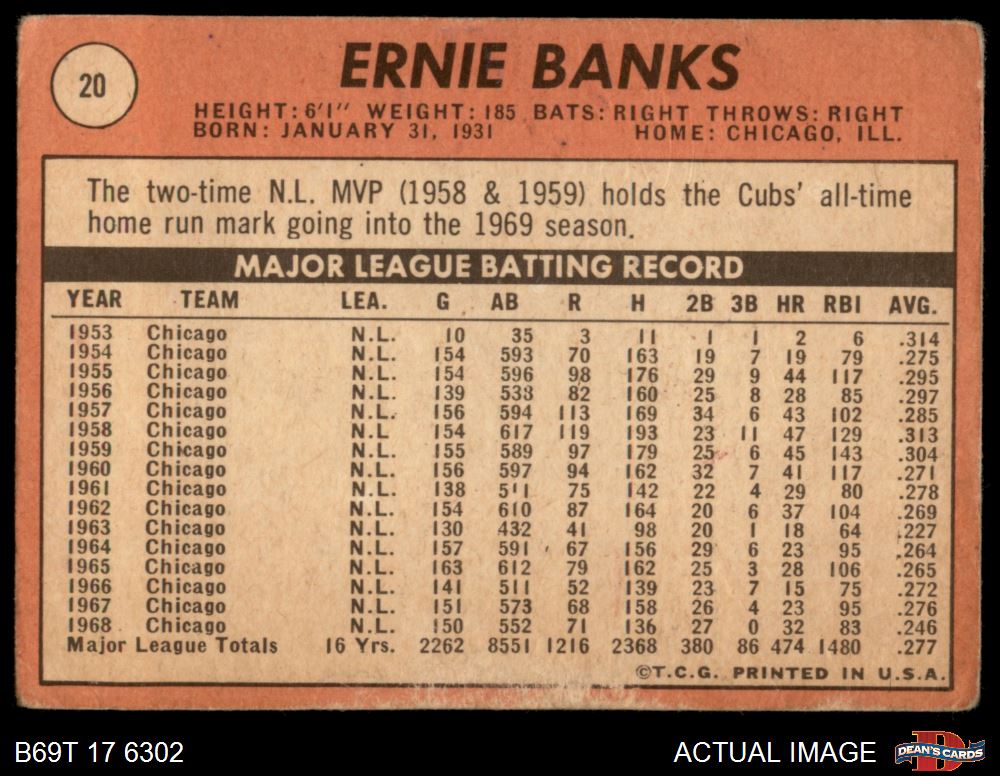 20
ERNIE BANKS
HEIGHT: 6'1" WEIGHT: 185 BATS: RIGHT THROWS: RIGHT
BORN: JANUARY 31, 1931 HOME: CHICAGO, ILL.
The two-time N.L. MVP (1958 & 1959) holds the Cubs' all-time
home run mark going into the 1969 season.
MAJOR LEAGUE BATTING RECORD
YEAR TEAM LEA. G AB R H 2B 3B HR RBI AVG.
1953 Chicago N.L. 10 35 3 11 1 1 2 6 .314
1954 Chicago N.L. 154 593 70 163 19 7 19 79 .275
1955 Chicago N.L. 154 596 98 176 29 9 44 117 .295
1956 Chicago N.L. 139 538 82 160 25 8 28 85 .297
1957 Chicago N.L. 156 594 113 169 34 6 43 102 .285
1958 Chicago N.L 154 617 119 193 23 11 47 129 .313
1959 Chicago N.L. 155 589 97 179 25 6 45 143 .304
1960 Chicago N.L. 156 597 94 162 32 7 41 117 .271
1961 Chicago N.L. 138 511 75 142 22 4 29 80 .278
1962 Chicago N.L. 154 610 87 164 20 6 37 104 .269
1963 Chicago N.L. 130 432 41 98 20 1 18 64 .227
1964 Chicago N.L. 157 591 67 156 29 6 23 95 .264
1965 Chicago N.L. 163 612 79 162 25 3 28 106 .265
1966 Chicago N.L. 141 511 52 139 23 7 15 75 .272
1967 Chicago N.L. 151 573 68 158 26 4 23 95 .276
1968 Chicago N.L. 150 552 71 136 27 0 32 83 .246
Major League Totals 16 Yrs. 2262 8551 1216 2368 380 86 474 1480 .277
©T.C.G. PRINTED IN U.S.A.
B69T 17 6302 ACTUAL IMAGE D DEAN'S CARDS